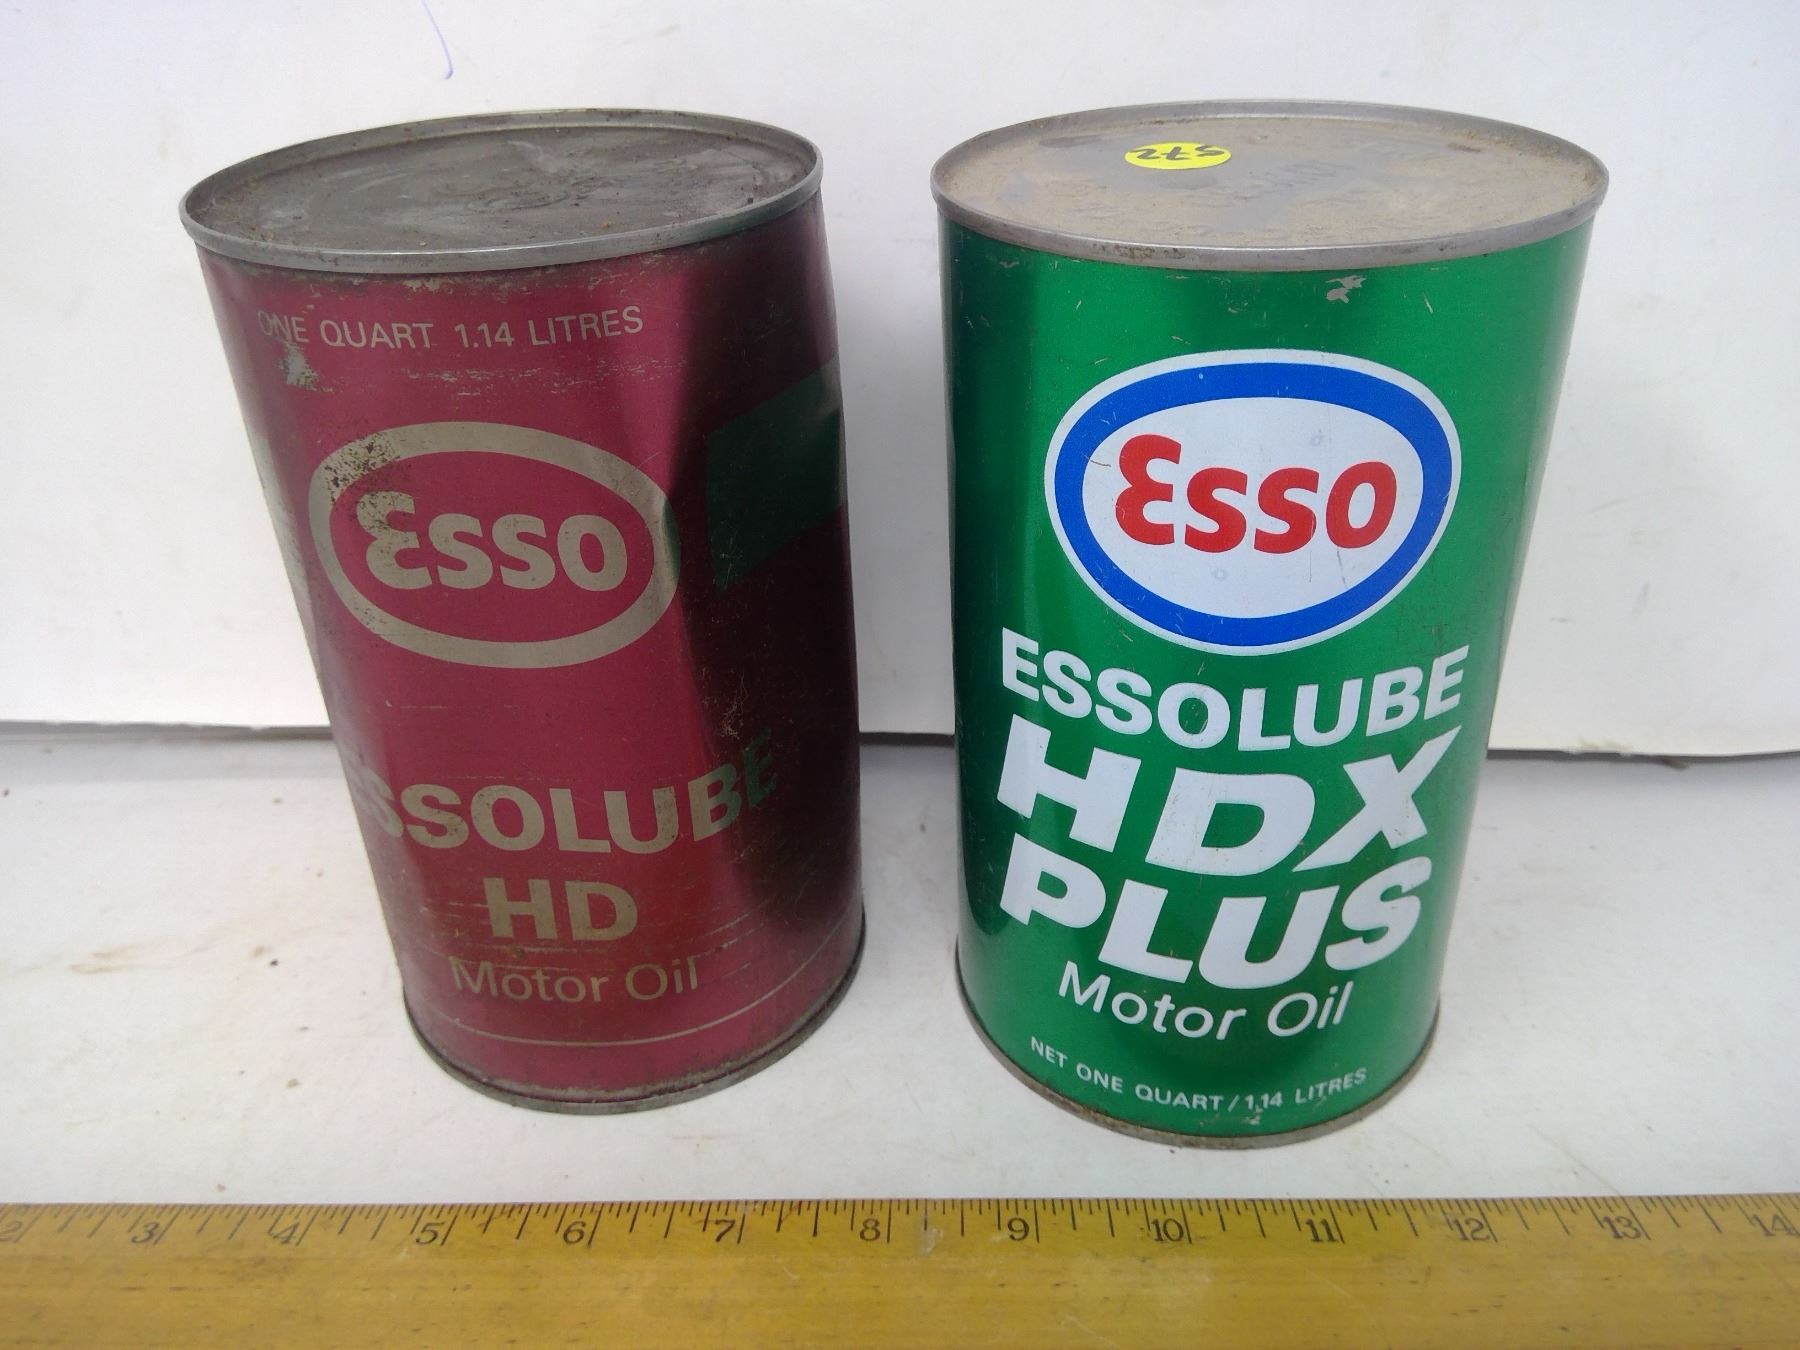 ONE QUART 1.14 LITRES
Esso
ESSOLUBE
HD
Motor Oil
572
Esso
ESSOLUBE
HDX
PLUS
Motor Oil
NET ONE QUART / 1.14 LITRES
2 3 4 5 6 7 8 9 10 11 12 13 14